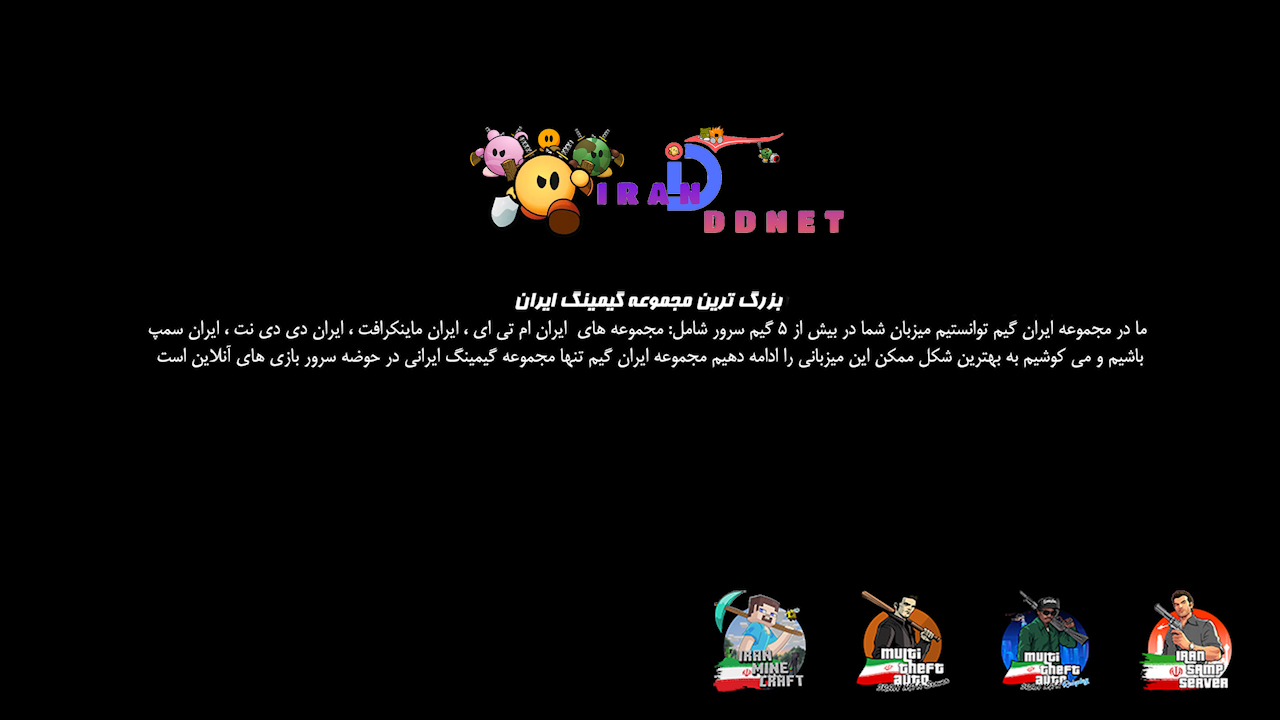 IRAN
DDNET
بزرگ ترین مجموعه گیمینگ ایران
ما در مجموعه ایران گیم توانستیم میزبان شما در بیش از ۵ گیم سرور شامل: مجموعه های ایران ام تی ای ، ایران ماینکرافت ، ایران دی دی نت ، ایران سمپ
باشیم و می کوشیم به بهترین شکل ممکن این میزبانی را ادامه دهیم مجموعه ایران گیم تنها مجموعه گیمینگ ایرانی در حوضه سرور بازی های آنلاین است
IRAN
MINE
CRAFT
multi
theft
auto
multi
theft
auto
IRAN
SAMP
SERVER